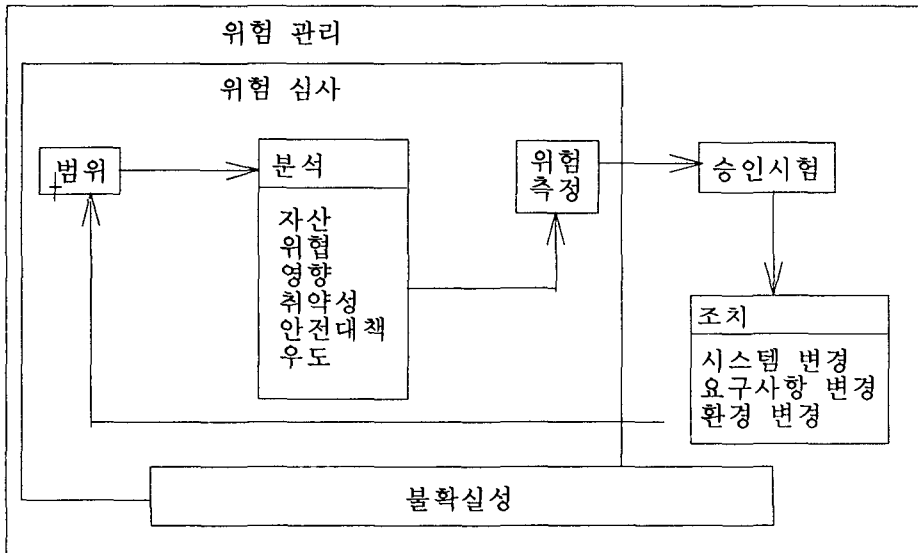 위험 관리
위험 심사
범위
분석
자산
위협
영향
취약성
안전대책
우도
위험
측정
승인시험
조치
시스템 변경
요구사항 변경
환경 변경
불확실성